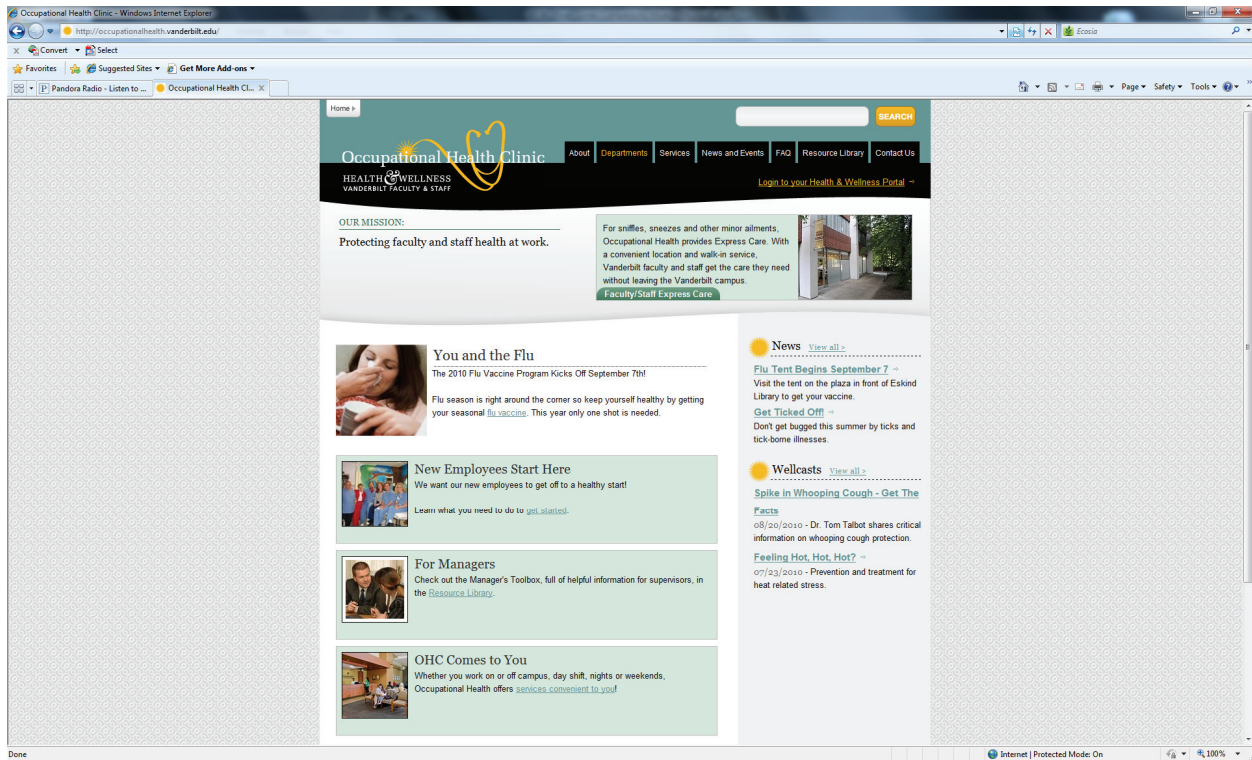 Occupational Health Clinic - Windows Internet Explorer
http://occupationalhealth.vanderbilt.edu/
Ecosia
x Convert Select
Favorites Suggested Sites Get More Add-ons
Pandora Radio - Listen to ... Occupational Health Cl... X
Page Safety Tools
Home
SEARCH
Occupational Health Clinic
HEALTH & WELLNESS
VANDERBILT FACULTY & STAFF
About Departments Services News and Events FAQ Resource Library Contact Us
Login to your Health & Wellness Portal
OUR MISSION:
Protecting faculty and staff health at work.
For sniffles, sneezes and other minor ailments,
Occupational Health provides Express Care. With
a convenient location and walk-in service,
Vanderbilt faculty and staff get the care they need
without leaving the Vanderbilt campus.
Faculty/Staff Express Care
You and the Flu
The 2010 Flu Vaccine Program Kicks Off September 7th!
Flu season is right around the corner so keep yourself healthy by getting
your seasonal flu vaccine. This year only one shot is needed.
New Employees Start Here
We want our new employees to get off to a healthy start!
Learn what you need to do to get started.
For Managers
Check out the Manager's Toolbox, full of helpful information for supervisors, in
the Resource Library.
OHC Comes to You
Whether you work on or off campus, day shift, nights or weekends,
Occupational Health offers services convenient to you!
News View all >
Flu Tent Begins September 7
Visit the tent on the plaza in front of Eskind
Library to get your vaccine.
Get Ticked Off!
Don't get bugged this summer by ticks and
tick-borne illnesses.
Wellcasts View all >
Spike in Whooping Cough - Get The
Facts
08/20/2010 - Dr. Tom Talbot shares critical
information on whooping cough protection.
Feeling Hot, Hot, Hot?
07/23/2010 - Prevention and treatment for
heat related stress.
Done
Internet | Protected Mode: On
100%